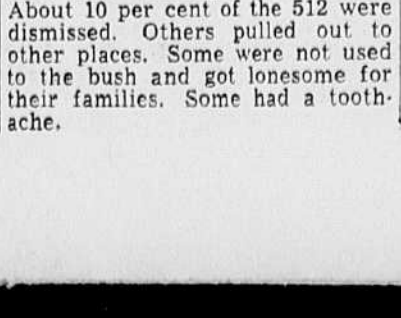 About 10 per cent of the 512 were
dismissed. Others pulled out to
other places. Some were not used
to the bush and got lonesome for
their families. Some had a tooth-
ache.